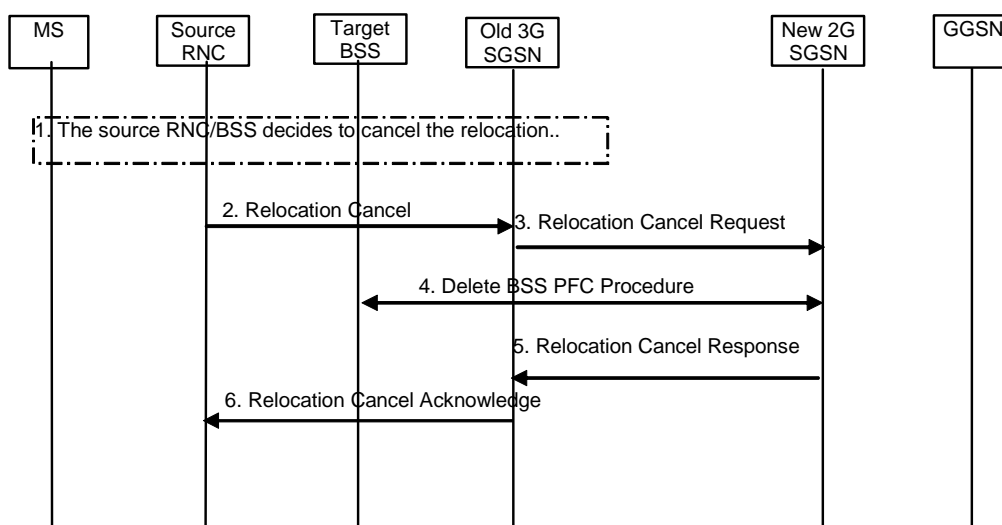 MS
Source
RNC
Target
BSS
Old 3G
SGSN
New 2G
SGSN
GGSN
1. The source RNC/BSS decides to cancel the relocation..
2. Relocation Cancel
3. Relocation Cancel Request
4. Delete BSS PFC Procedure
5. Relocation Cancel Response
6. Relocation Cancel Acknowledge